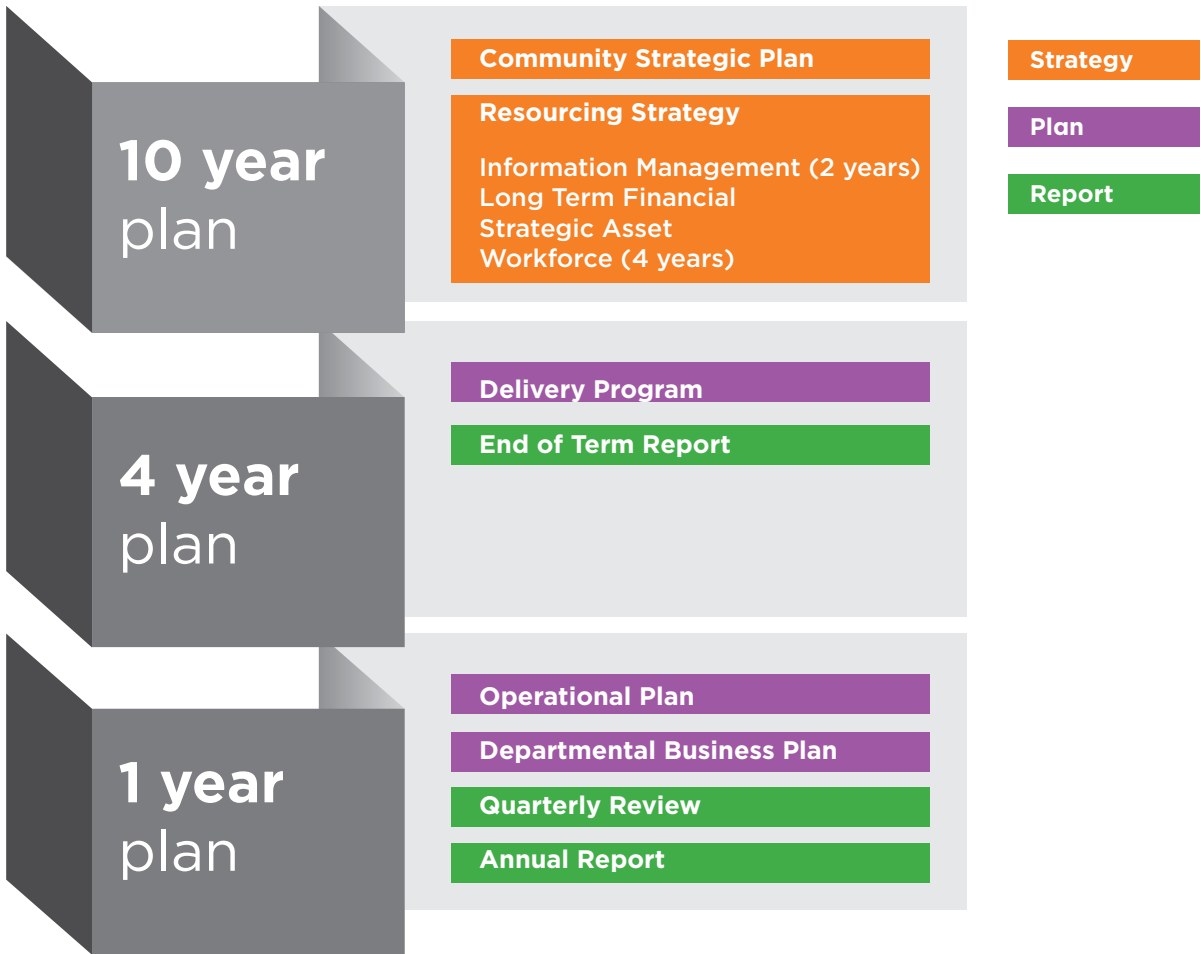 10 year
plan
Community Strategic Plan
Resourcing Strategy
Information Management (2 years)
Long Term Financial
Strategic Asset
Workforce (4 years)
4 year
plan
Delivery Program
End of Term Report
1 year
plan
Operational Plan
Departmental Business Plan
Quarterly Review
Annual Report
Strategy
Plan
Report